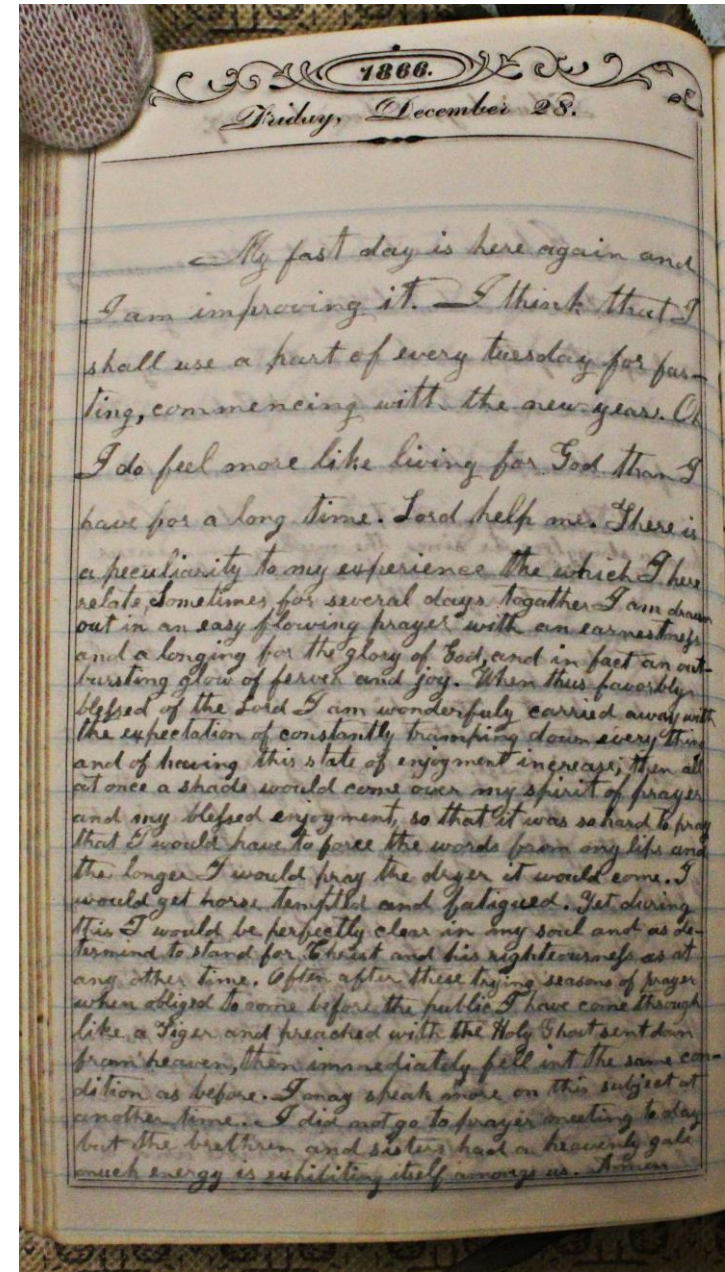 1866.
Friday, December 28.
My fast day is here again and
I am improving it. I think that I
shall use a part of every tuesday for fas-
ting, commencing with the new year. Oh
I do feel more like living for God than I
have for a long time. Lord help me. There is
a peculiarity to my experience the which I here
relate, Sometimes, for several days togather I am drawn
out in an easy flowing prayer with an earnestness
and a longing for the glory of God, and in fact an out-
bursting glow of fervor and joy. When thus favorbly
blessed of the Lord I am wonderfuly carried away with
the expectation of constantly tramping down every thing
and of having this state of enjoyment increase; then all
at once a shade would come over my spirit of prayer
and my blessed enjoyment, so that it was so hard to pray
that I would have to force the words from my lips and
the longer I would pray the dryer it would come. I
would get horse tempted and fatigued. Yet during
this I would be perfectly clear in my soul and as de-
termind to stand for Christ and his righteousness as at
any other time. Often after these trying seasons of prayer
when obliged to come before the public I have come through
like a Tiger and preached with the Holy Ghost sent down
from heaven, then immediately fell int the same con-
dition as before. I may speak more on this subject at
another time. I did not go to prayer meeting to day
but the brethren and sisters had a heavenly gale
much energy is exhibiting itself amongs us. Amen